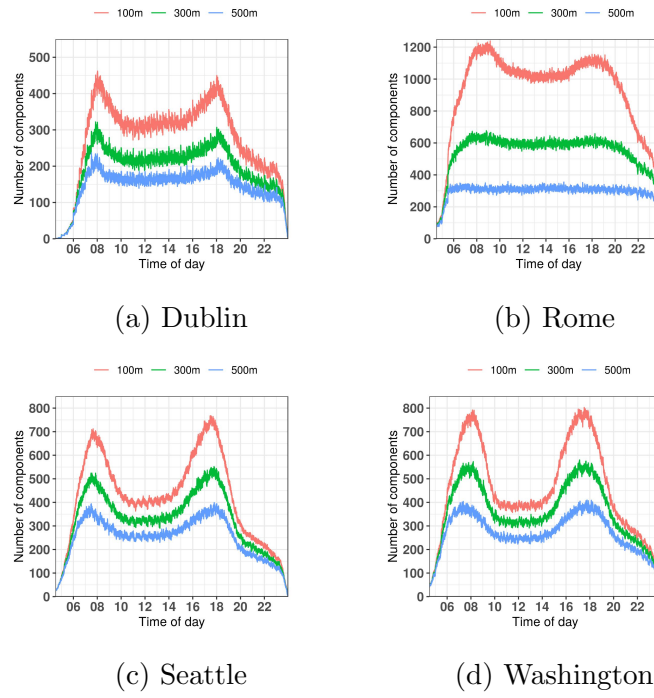 100m 300m 500m
100m 300m 500m
Number of components
500
400
300
200
100
0
06 08 10 12 14 16 18 20 22
Time of day
Number of components
1200
1000
800
600
400
200
0
06 08 10 12 14 16 18 20 22
Time of day
(a) Dublin
(b) Rome
100m 300m 500m
100m 300m 500m
Number of components
800
700
600
500
400
300
200
100
0
06 08 10 12 14 16 18 20 22
Time of day
Number of components
800
700
600
500
400
300
200
100
0
06 08 10 12 14 16 18 20 22
Time of day
(c) Seattle
(d) Washington